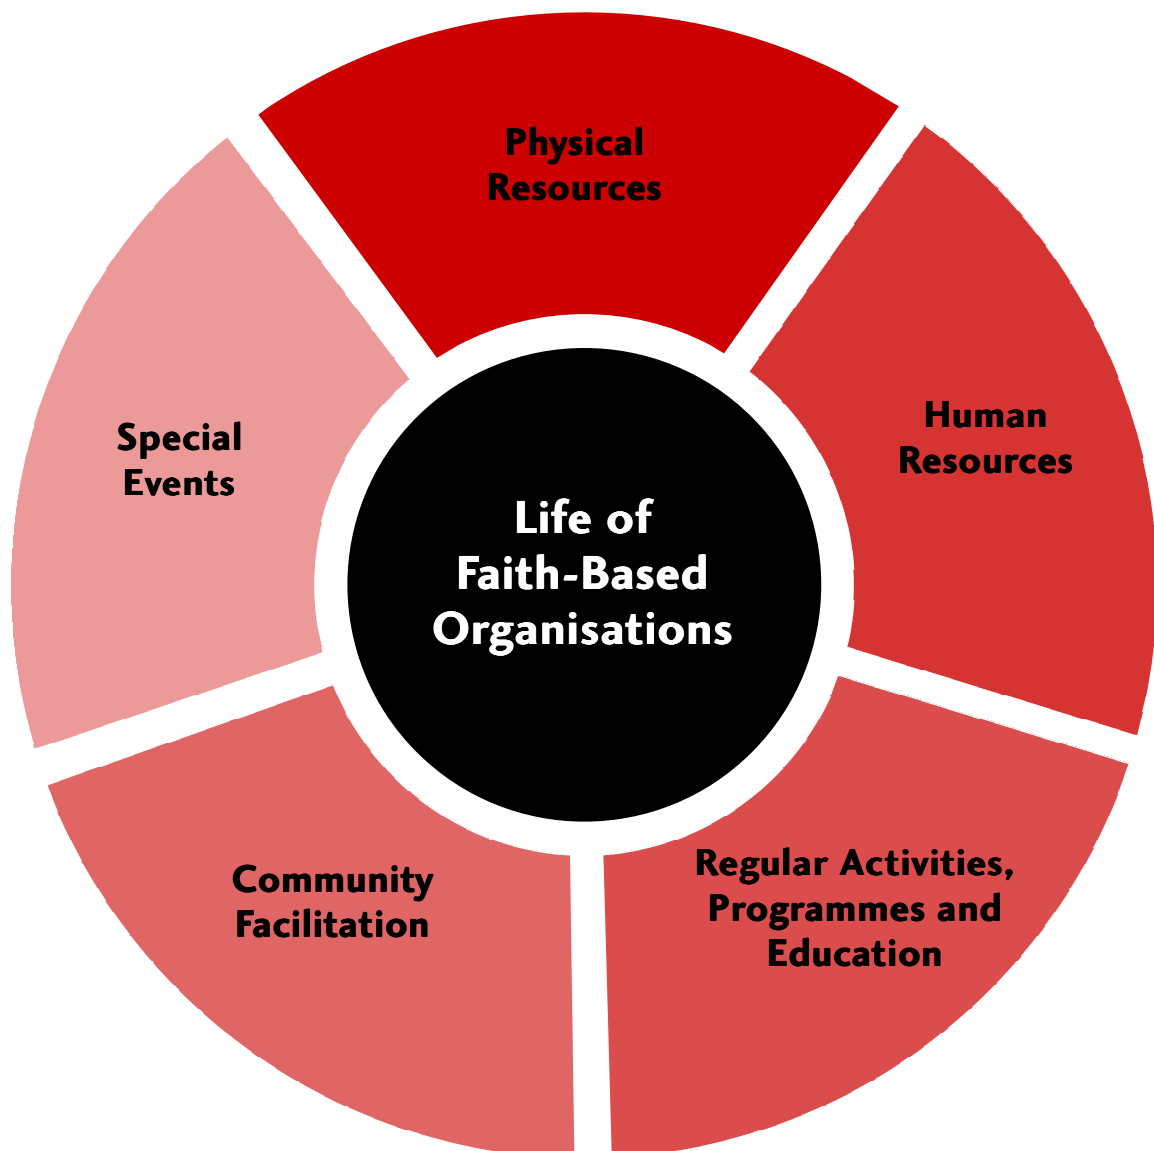 Physical
Resources
Human
Resources
Regular Activities,
Programmes and
Education
Community
Facilitation
Special
Events
Life of
Faith-Based
Organisations